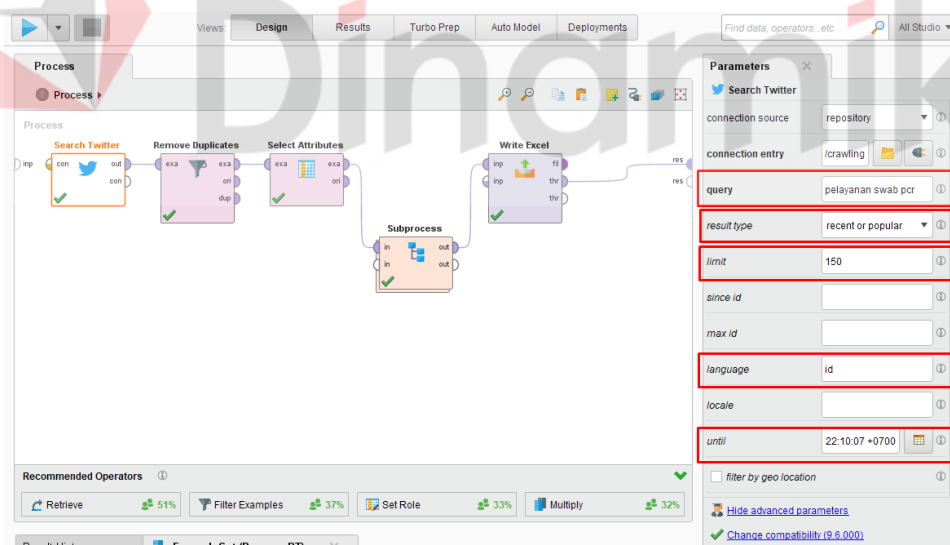 Dinamik
Views: Design Results Turbo Prep Auto Model Deployments Find data, operators...etc All Studio
Process
Process
Process
Search Twitter Remove Duplicates Select Attributes Write Excel
inp con out exa exa exa exa inp fil res
con ori ori inp thr res
dup thr
Subprocess
in out
in out
Recommended Operators
Retrieve 51% Filter Examples 37% Set Role 33% Multiply 32%
Parameters
Search Twitter
connection source repository
connection entry /crawling
query pelayanan swab pcr
result type recent or popular
limit 150
since id
max id
language id
locale
until 22:10:07 +0700
filter by geo location
Hide advanced parameters
Change compatibility (9.6.000)